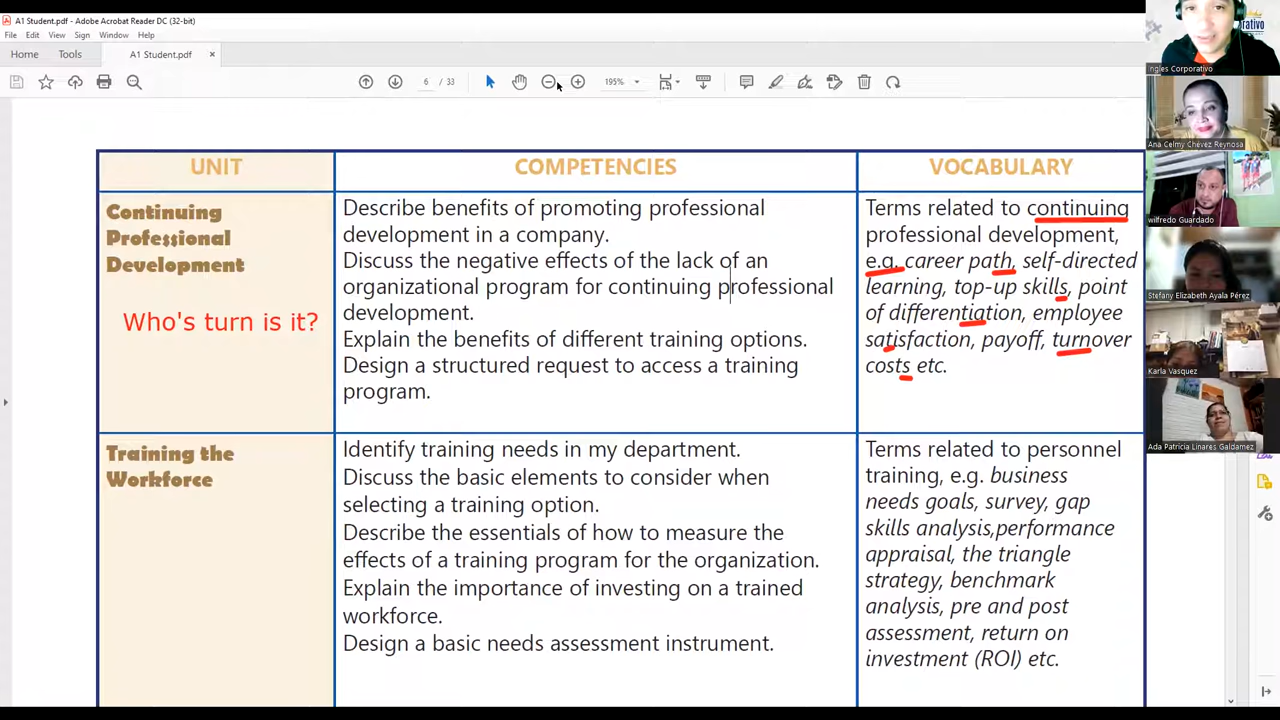 A1 Student.pdf - Adobe Acrobat Reader DC (32-bit)
File Edit View Sign Window Help
Home Tools A1 Student.pdf ×
6 / 33 195%
UNIT COMPETENCIES VOCABULARY
Continuing
Professional
Development
Who's turn is it?
Describe benefits of promoting professional
development in a company.
Discuss the negative effects of the lack of an
organizational program for continuing professional
development.
Explain the benefits of different training options.
Design a structured request to access a training
program.
Terms related to continuing
professional development,
e.g. career path, self-directed
learning, top-up skills, point
of differentiation, employee
satisfaction, payoff, turnover
costs etc.
Training the
Workforce
Identify training needs in my department.
Discuss the basic elements to consider when
selecting a training option.
Describe the essentials of how to measure the
effects of a training program for the organization.
Explain the importance of investing on a trained
workforce.
Design a basic needs assessment instrument.
Terms related to personnel
training, e.g. business
needs goals, survey, gap
skills analysis,performance
appraisal, the triangle
strategy, benchmark
analysis, pre and post
assessment, return on
investment (ROI) etc.
rativo
Ingles Corporativo
Ana Celmy Chévez Reynosa
wilfredo Guardado
Stefany Elizabeth Ayala Pérez
Karla Vasquez
Ada Patricia Linares Galdamez